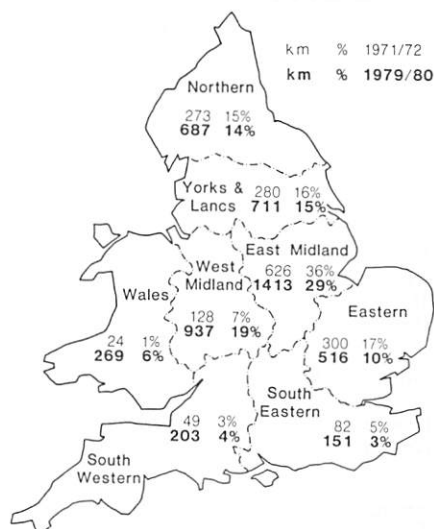 km % 1971/72
km % 1979/80
Northern
273 15%
687 14%
Yorks &
Lancs
280 16%
711 15%
East Midland
626 36%
1413 29%
West
Midland
128 7%
937 19%
Wales
24 1%
269 6%
Eastern
300 17%
516 10%
South
Eastern
82 5%
151 3%
49 3%
203 4%
South
Western